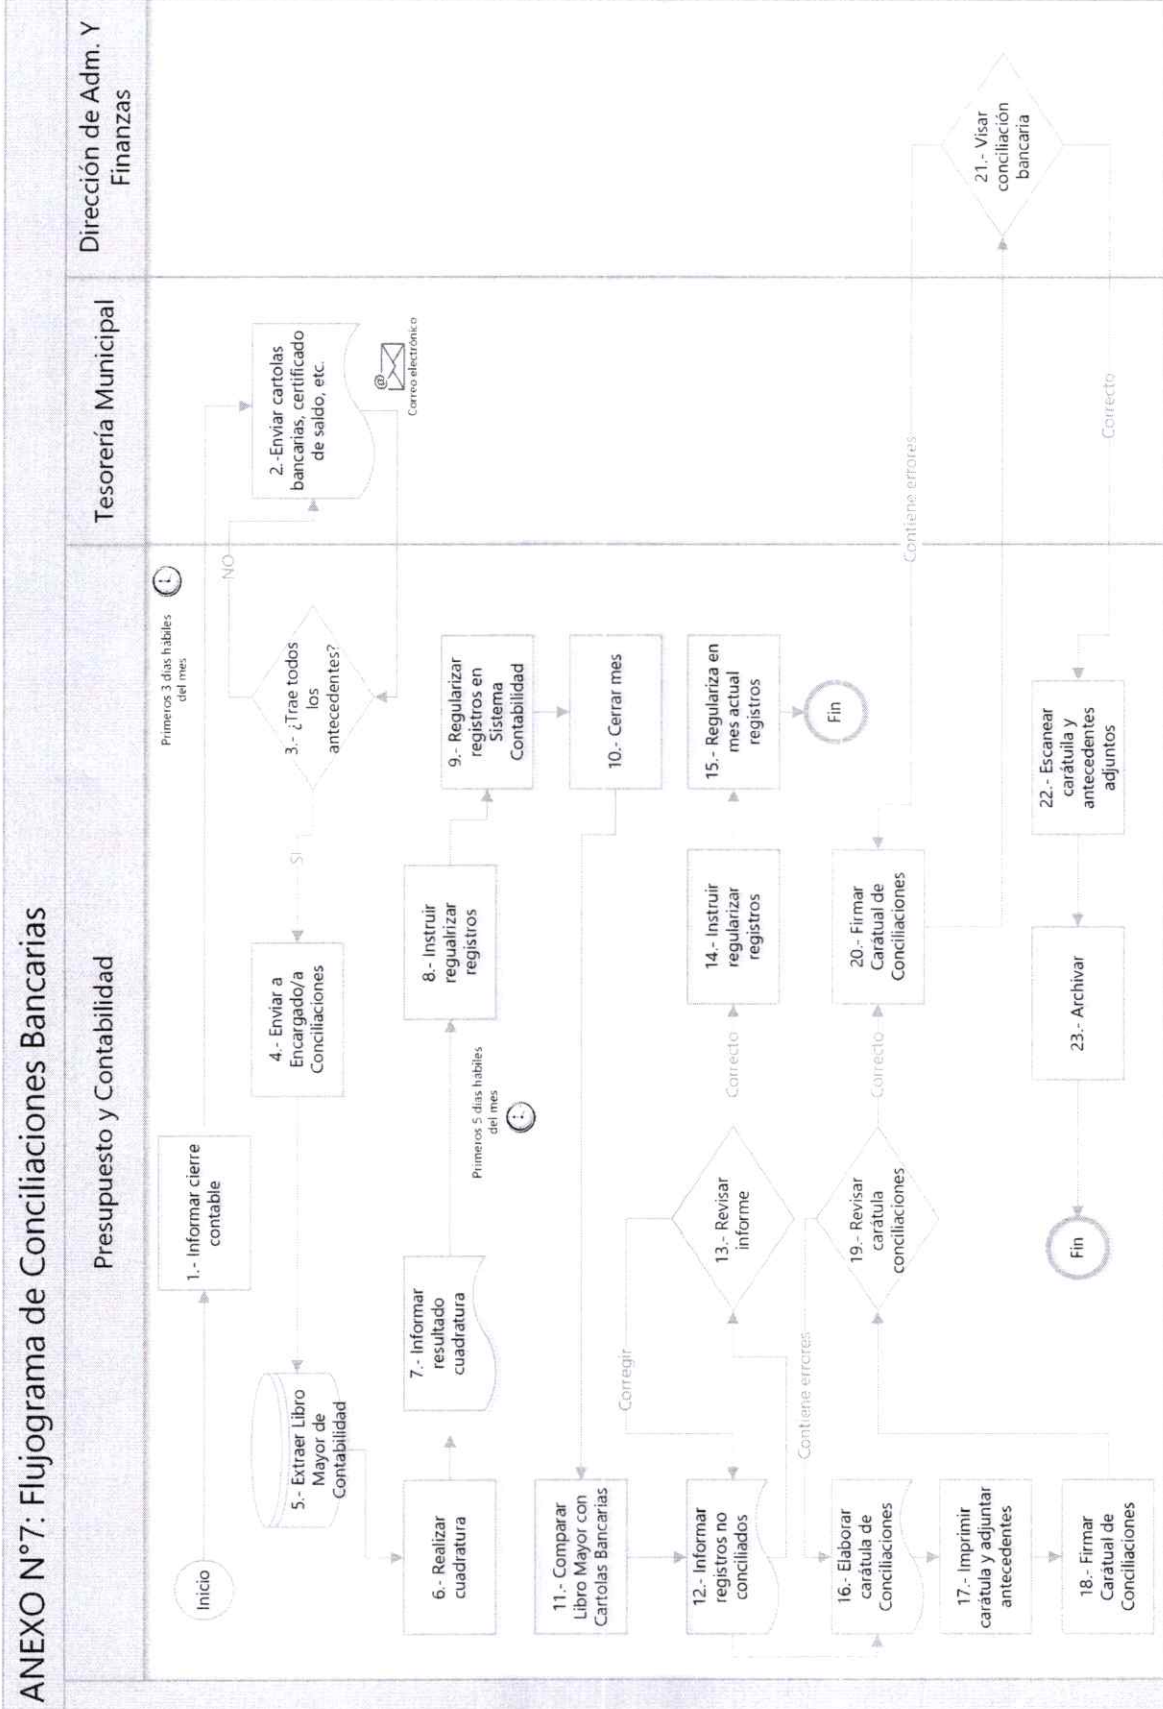 ANEXO N°7: Flujograma de Conciliaciones Bancarias
Presupuesto y Contabilidad
Tesorería Municipal
Dirección de Adm. Y
Finanzas
Inicio
1.- Informar cierre
contable
Primeros 3 dias hábiles
del mes
2.-Enviar cartolas
bancarias, certificado
de saldo, etc.
@
Correo electrónico
NO
3.- ¿Trae todos
los
antecedentes?
SI
4.- Enviar a
Encargado/a
Conciliaciones
5.- Extraer Libro
Mayor de
Contabilidad
6.- Realizar
cuadratura
7.- Informar
resultado
cuadratura
Primeros 5 dias hábiles
del mes
8.- Instruir
regualrizar
registros
9.- Regularizar
registros en
Sistema
Contabilidad
10.- Cerrar mes
11.- Comparar
Libro Mayor con
Cartolas Bancarias
12.- Informar
registros no
conciliados
Corregir
13.- Revisar
informe
Correcto
14.- Instruir
regularizar
registros
15.- Regulariza en
mes actual
registros
Fin
16.- Elaborar
carátula de
Conciliaciones
17.- Imprimir
carátula y adjuntar
antecedentes
18.- Firmar
Carátual de
Conciliaciones
Contiene errores
19.- Revisar
carátula
conciliaciones
Correcto
20.- Firmar
Carátual de
Conciliaciones
Contiene errores
21.- Visar
conciliación
bancaria
Correcto
22.- Escanear
carátuila y
antecedentes
adjuntos
23.- Archivar
Fin